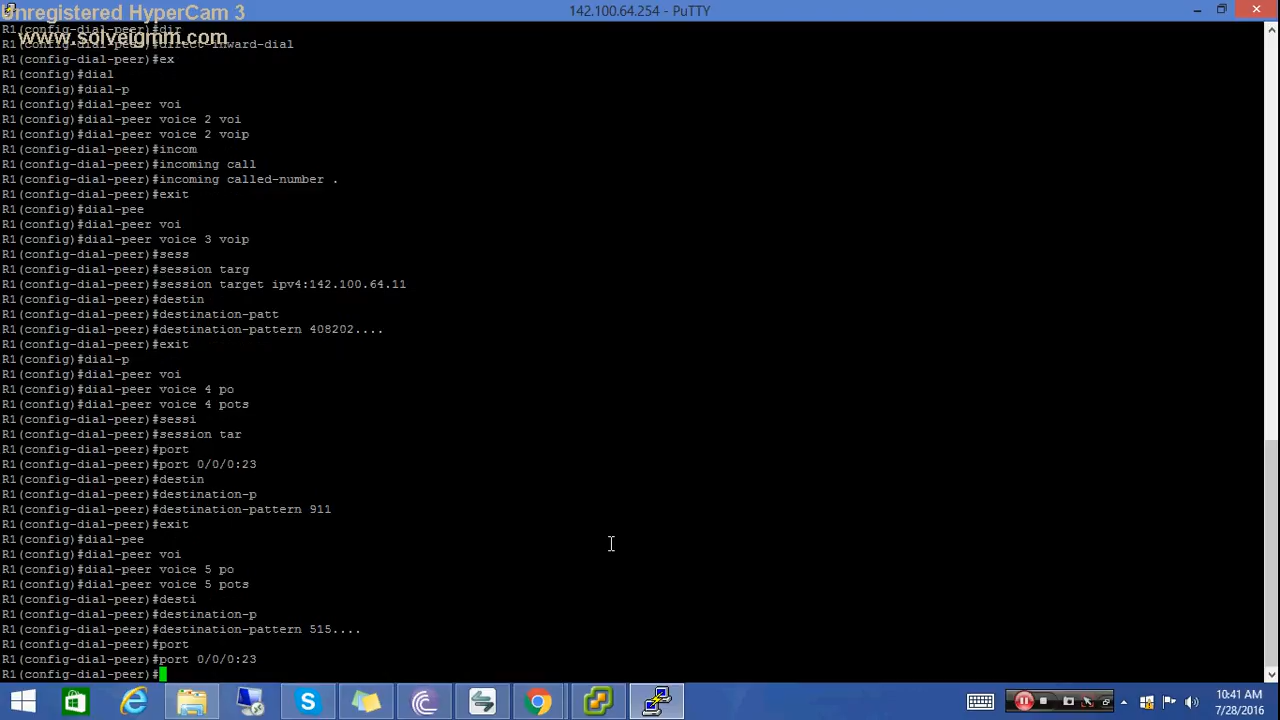 Unregistered HyperCam 3
142.100.64.254 - PuTTY
R1(config-dial-peer)#dir
www.solveigmm.com
R1(config-dial-peer)#direct-inward-dial
R1(config-dial-peer)#ex
R1(config)#dial
R1(config)#dial-p
R1(config)#dial-peer voi
R1(config)#dial-peer voice 2 voi
R1(config)#dial-peer voice 2 voip
R1(config-dial-peer)#incom
R1(config-dial-peer)#incoming call
R1(config-dial-peer)#incoming called-number .
R1(config-dial-peer)#exit
R1(config)#dial-pee
R1(config)#dial-peer voi
R1(config)#dial-peer voice 3 voip
R1(config-dial-peer)#sess
R1(config-dial-peer)#session targ
R1(config-dial-peer)#session target ipv4:142.100.64.11
R1(config-dial-peer)#destin
R1(config-dial-peer)#destination-patt
R1(config-dial-peer)#destination-pattern 408202....
R1(config-dial-peer)#exit
R1(config)#dial-p
R1(config)#dial-peer voi
R1(config)#dial-peer voice 4 po
R1(config)#dial-peer voice 4 pots
R1(config-dial-peer)#sessi
R1(config-dial-peer)#session tar
R1(config-dial-peer)#port
R1(config-dial-peer)#port 0/0/0:23
R1(config-dial-peer)#destin
R1(config-dial-peer)#destination-p
R1(config-dial-peer)#destination-pattern 911
R1(config-dial-peer)#exit
R1(config)#dial-pee
R1(config)#dial-peer voi
R1(config)#dial-peer voice 5 po
R1(config)#dial-peer voice 5 pots
R1(config-dial-peer)#desti
R1(config-dial-peer)#destination-p
R1(config-dial-peer)#destination-pattern 515....
R1(config-dial-peer)#port
R1(config-dial-peer)#port 0/0/0:23
R1(config-dial-peer)#
10:41 AM
7/28/2016